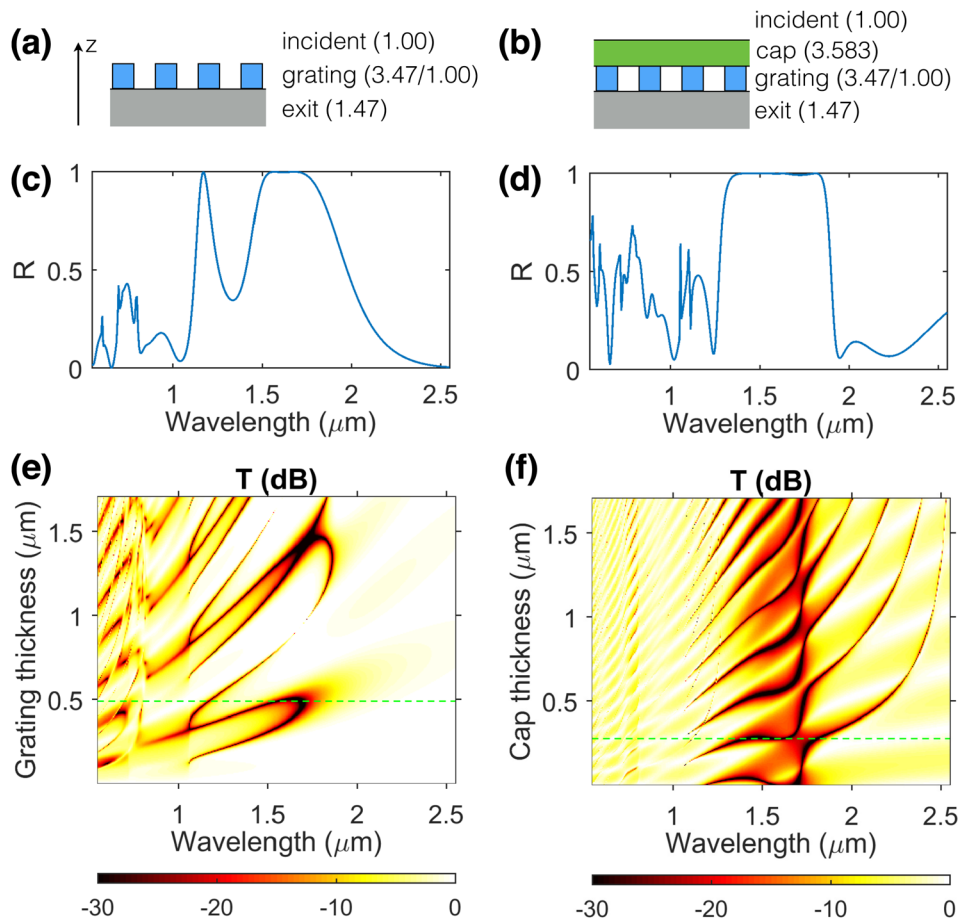 (a)
z
incident (1.00)
grating (3.47/1.00)
exit (1.47)
(b)
incident (1.00)
cap (3.583)
grating (3.47/1.00)
exit (1.47)
(c)
1
0.5
0
R
1 1.5 2 2.5
Wavelength (μm)
(d)
1
0.5
0
R
1 1.5 2 2.5
Wavelength (μm)
(e)
T (dB)
1.5
1
0.5
Grating thickness (μm)
1 1.5 2 2.5
Wavelength (μm)
-30 -20 -10 0
(f)
T (dB)
1.5
1
0.5
Cap thickness (μm)
1 1.5 2 2.5
Wavelength (μm)
-30 -20 -10 0